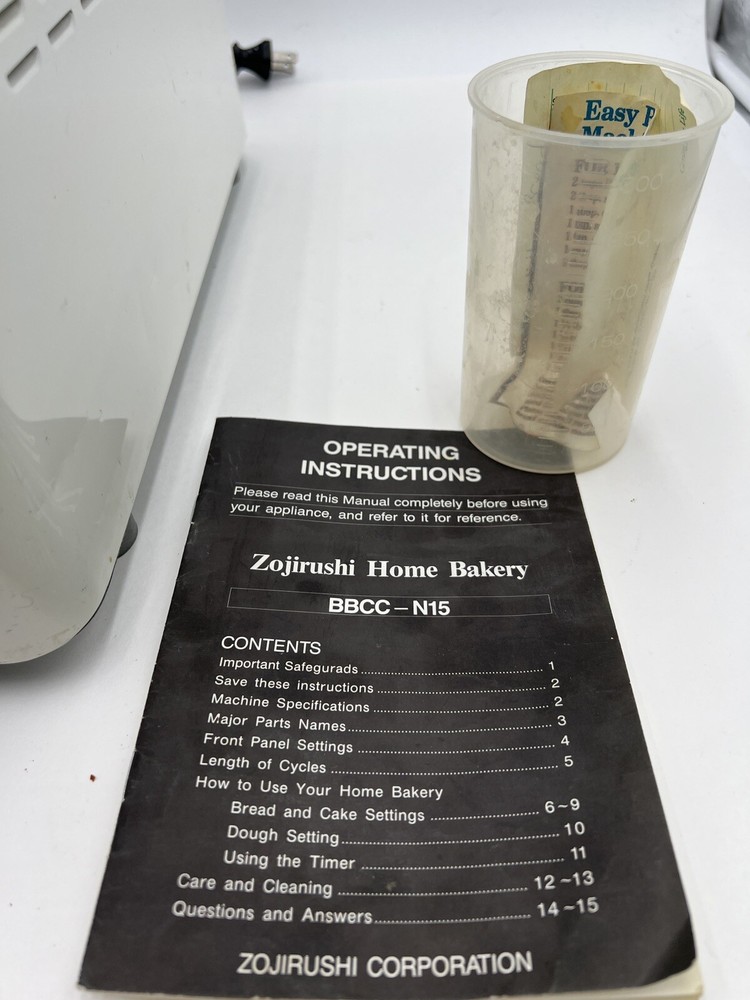 Easy P
OPERATING
INSTRUCTIONS
Please read this Manual completely before using
your appliance, and refer to it for reference.
Zojirushi Home Bakery
BBCC – N15
CONTENTS
Important Safegurads 1
Save these instructions 2
Machine Specifications 2
Major Parts Names 3
Front Panel Settings 4
Length of Cycles 5
How to Use Your Home Bakery
Bread and Cake Settings 6~9
Dough Setting 10
Using the Timer 11
Care and Cleaning 12~13
Questions and Answers 14~15
ZOJIRUSHI CORPORATION